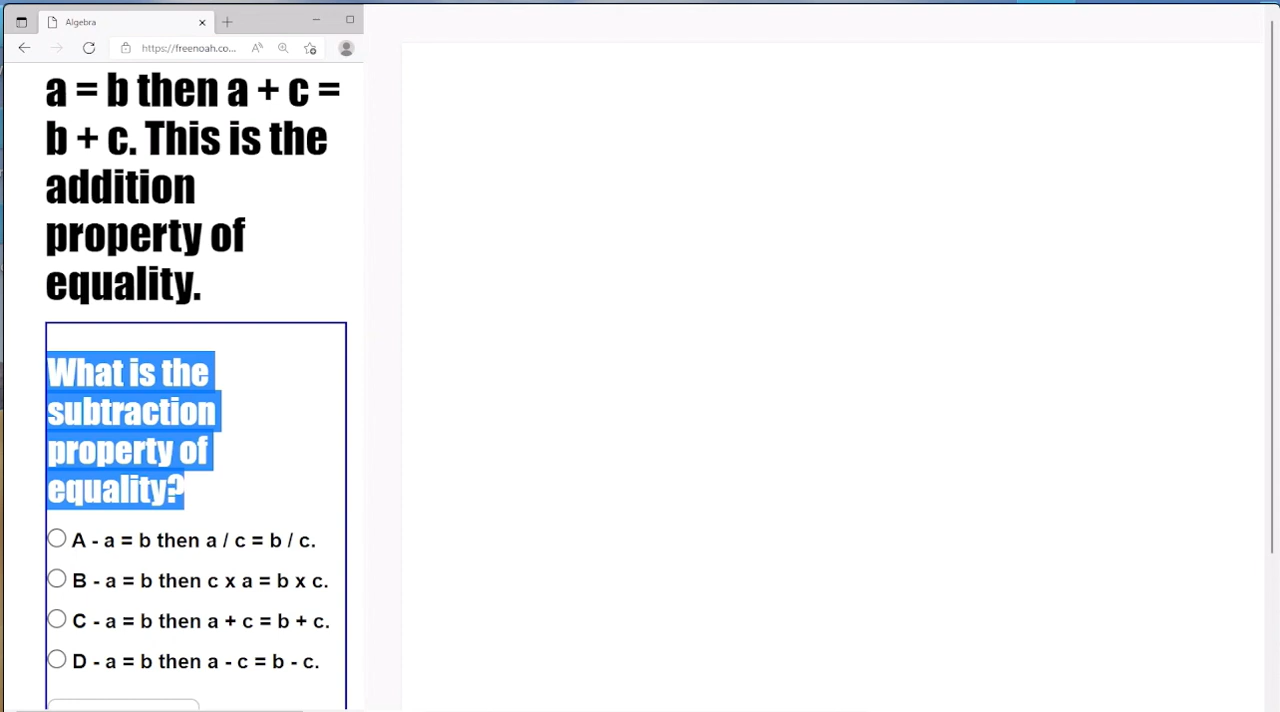 Algebra
https://freenoah.co...
a = b then a + c =
b + c. This is the
addition
property of
equality.
What is the
subtraction
property of
equality?
A - a = b then a / c = b / c.
B - a = b then c x a = b x c.
C - a = b then a + c = b + c.
D - a = b then a - c = b - c.